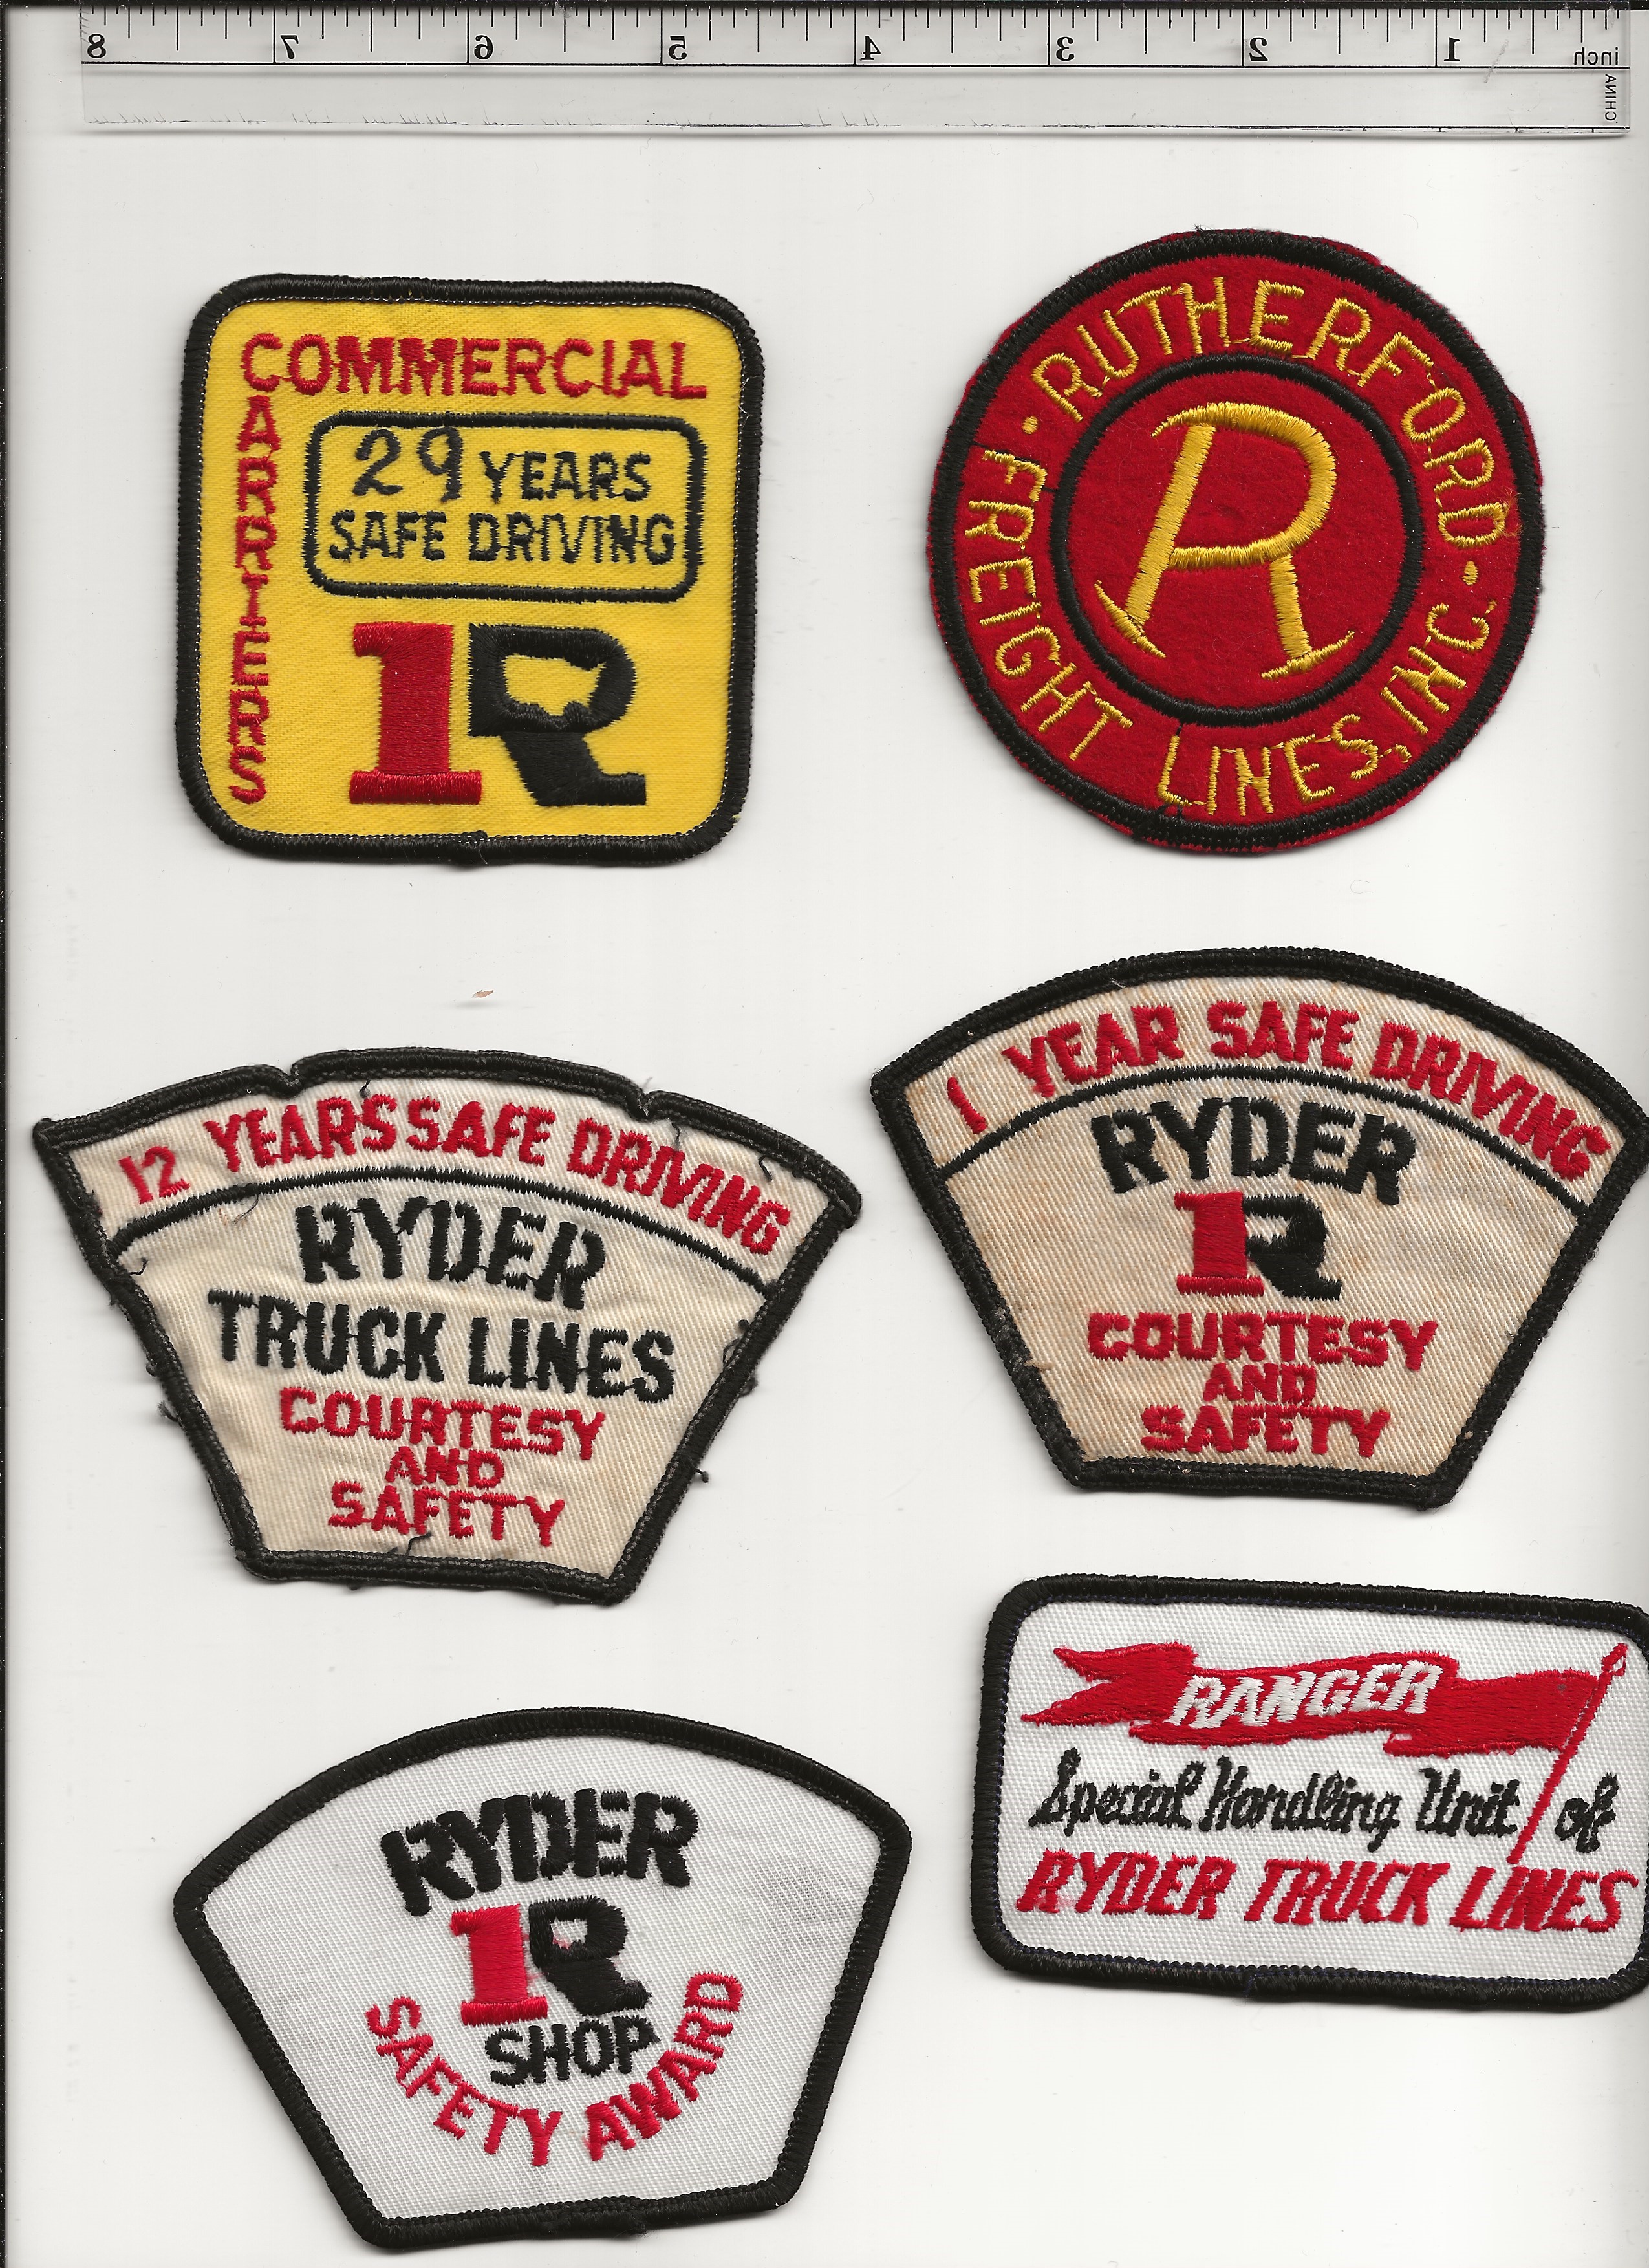 8 7 6 5 4 3 2 1 inch
CHINA
COMMERCIAL
CARRIERS
29 YEARS
SAFE DRIVING
1R
· RUTHERFORD ·
FREIGHT LINES, INC.
R
12 YEARS SAFE DRIVING
RYDER
TRUCK LINES
COURTESY
AND
SAFETY
1 YEAR SAFE DRIVING
RYDER
1R
COURTESY
AND
SAFETY
RYDER
1R
SHOP
SAFETY AWARD
RANGER
Special Handling Unit of
RYDER TRUCK LINES